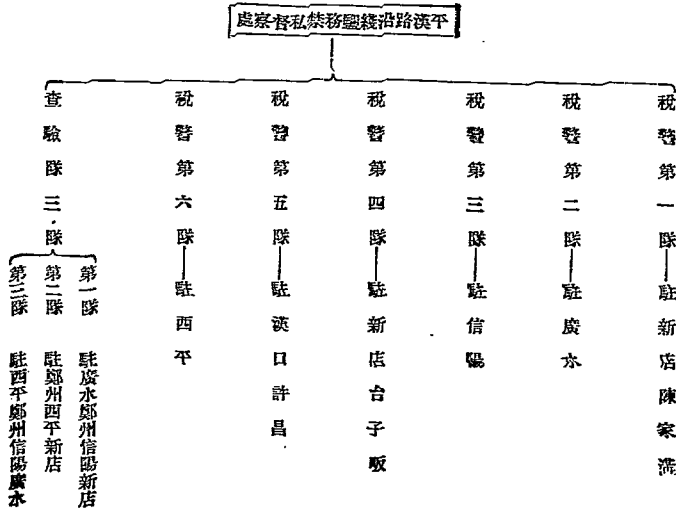 平漢路沿綫鹽務禁私督察處
稅警第一隊 駐新店陳家溝
稅警第二隊 駐廣水
稅警第三隊 駐信陽
稅警第四隊 駐新店台子畈
稅警第五隊 駐漢口許昌
稅警第六隊 駐西平
查驗隊三隊
第一隊 駐廣水鄭州信陽新店
第二隊 駐鄭州西平新店
第三隊 駐西平鄭州信陽廣水